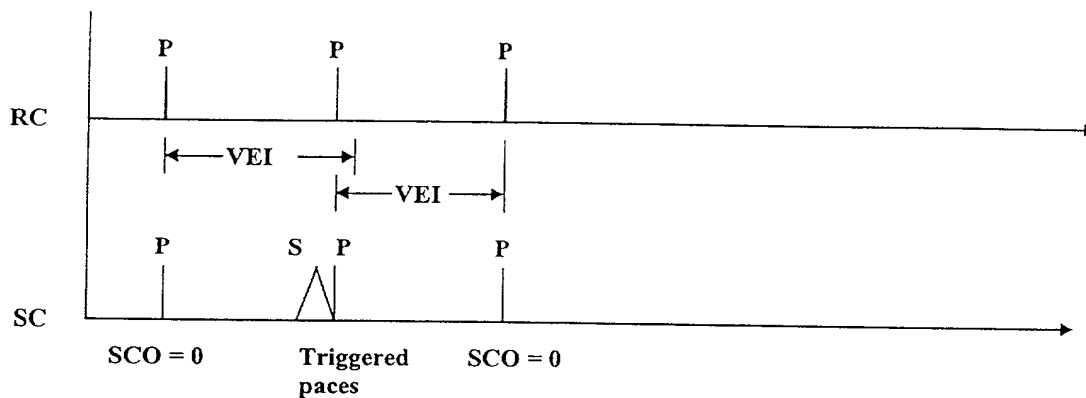 P P P
RC
VEI
VEI
P S P P
SC
SCO = 0 Triggered SCO = 0
paces